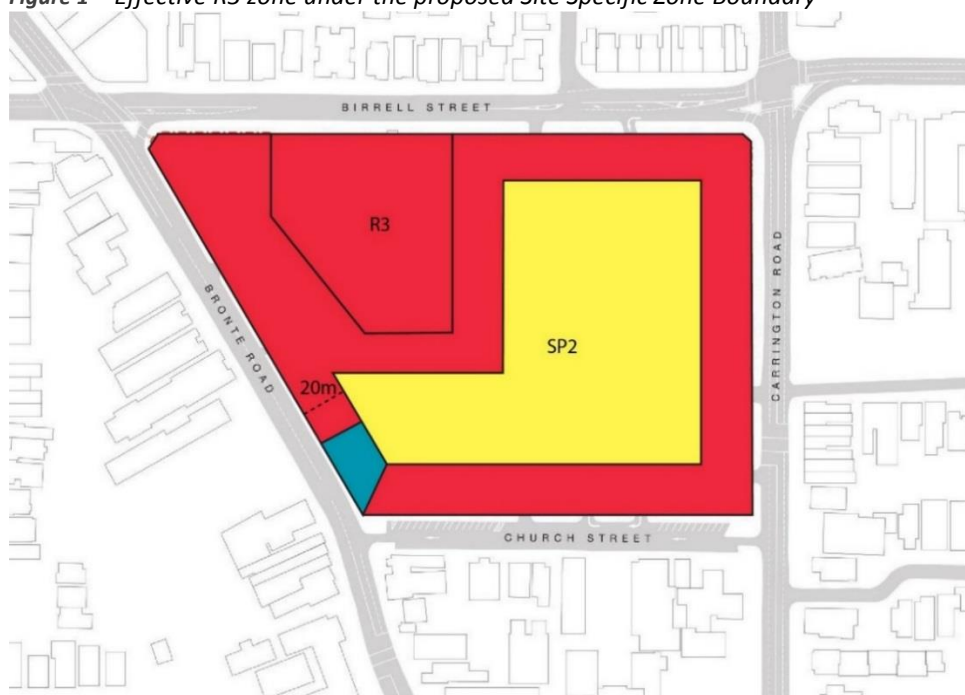 Figure 1 Effective R3 zone under the proposed Site Specific Zone Boundary
BIRRELL STREET
R3
CARRINGTON ROAD
BRONTE ROAD
SP2
20m
CHURCH STREET